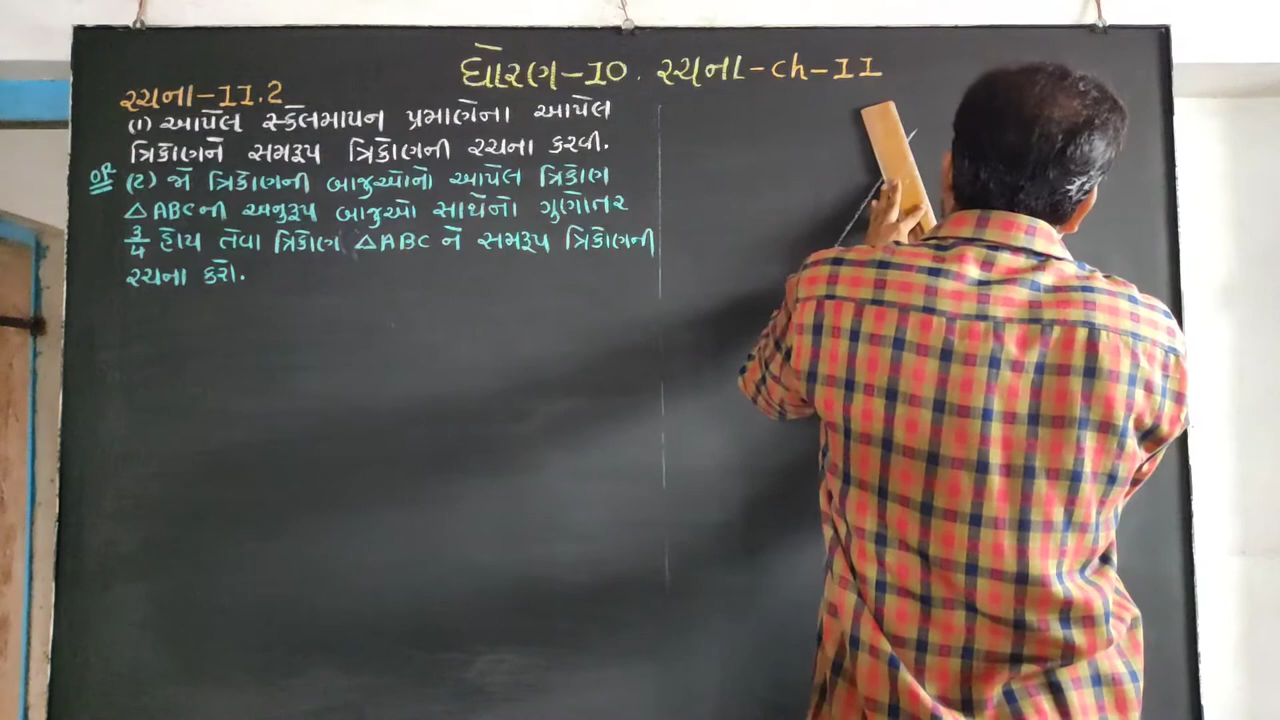 ધોરણ-10. રચના-ch-11
રચના-11.2
(1) આપેલ સ્કેલમાપન પ્રમાણેના આપેલ
ત્રિકોણને સમરૂપ ત્રિકોણની રચના કરવી.
OR (2) જે ત્રિકોણની બાજુઓનો આપેલ ત્રિકોણ
△ABCની અનુરૂપ બાજુઓ સાથેનો ગુણોતર
3/4 હોય તેવા ત્રિકોણ △ABC ને સમરૂપ ત્રિકોણની
રચના કરો.